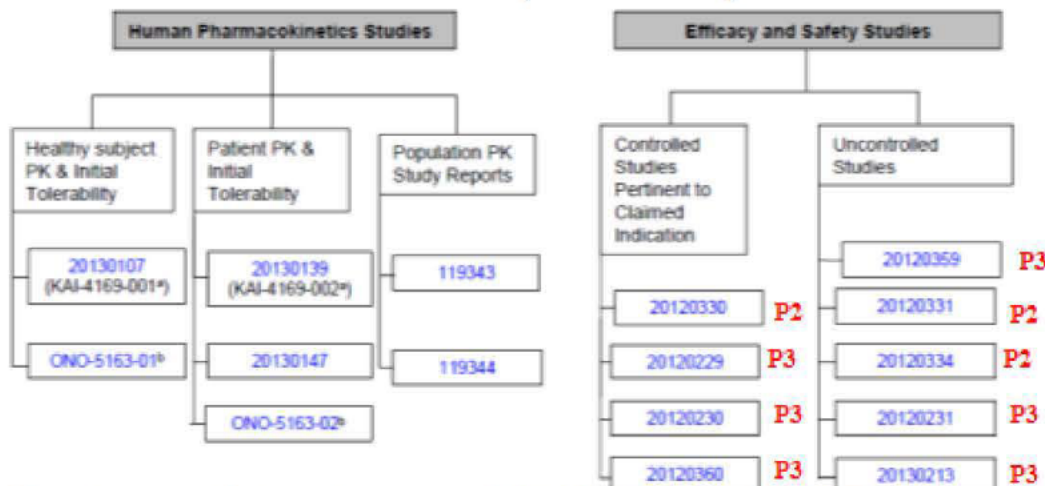 Human Pharmacokinetics Studies
Healthy subject
PK & Initial
Tolerability
20130107
(KAI-4169-001ᵃ)
ONO-5163-01ᵇ
Patient PK &
Initial
Tolerability
20130139
(KAI-4169-002ᵃ)
20130147
ONO-5163-02ᵇ
Population PK
Study Reports
119343
119344
Efficacy and Safety Studies
Controlled
Studies
Pertinent to
Claimed
Indication
20120330 P2
20120229 P3
20120230 P3
20120360 P3
Uncontrolled
Studies
20120359 P3
20120331 P2
20120334 P2
20120231 P3
20130213 P3